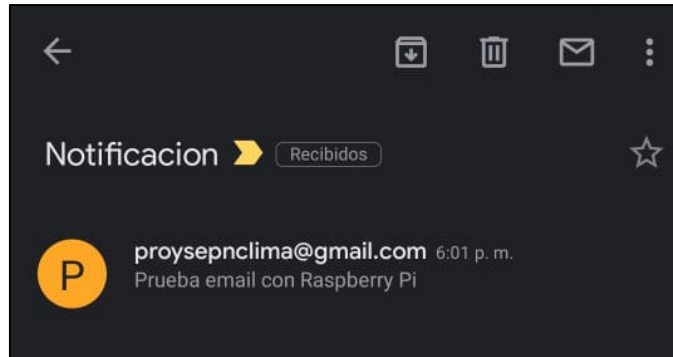 Notificacion Recibidos
P
proysepnclima@gmail.com 6:01 p. m.
Prueba email con Raspberry Pi